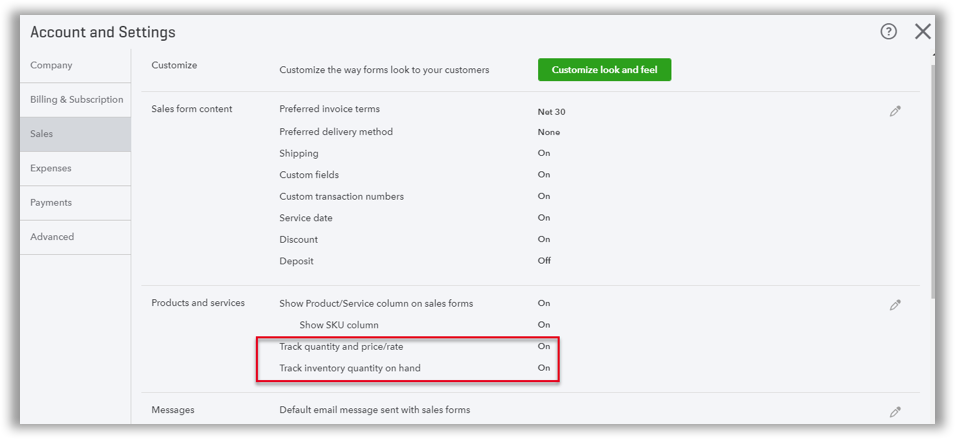 Account and Settings
Company
Billing & Subscription
Sales
Expenses
Payments
Advanced
Customize
Customize the way forms look to your customers
Customize look and feel
Sales form content
Preferred invoice terms Net 30
Preferred delivery method None
Shipping On
Custom fields On
Custom transaction numbers On
Service date On
Discount On
Deposit Off
Products and services
Show Product/Service column on sales forms On
Show SKU column On
Track quantity and price/rate On
Track inventory quantity on hand On
Messages
Default email message sent with sales forms